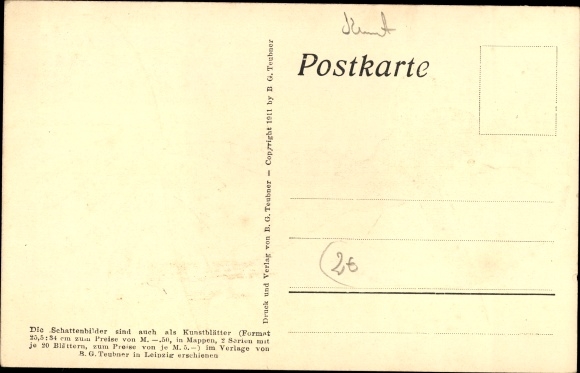 Postkarte
Druck und Verlag von B. G. Teubner — Copyright 1911 by B G. Teubner
Die Schattenbilder sind auch als Kunstblätter (Format
25,5:34 cm zum Preise von M. —.50, in Mappen, 2 Serien mit
je 20 Blättern, zum Preise von je M. 5.—) im Verlage von
B. G. Teubner in Leipzig erschienen